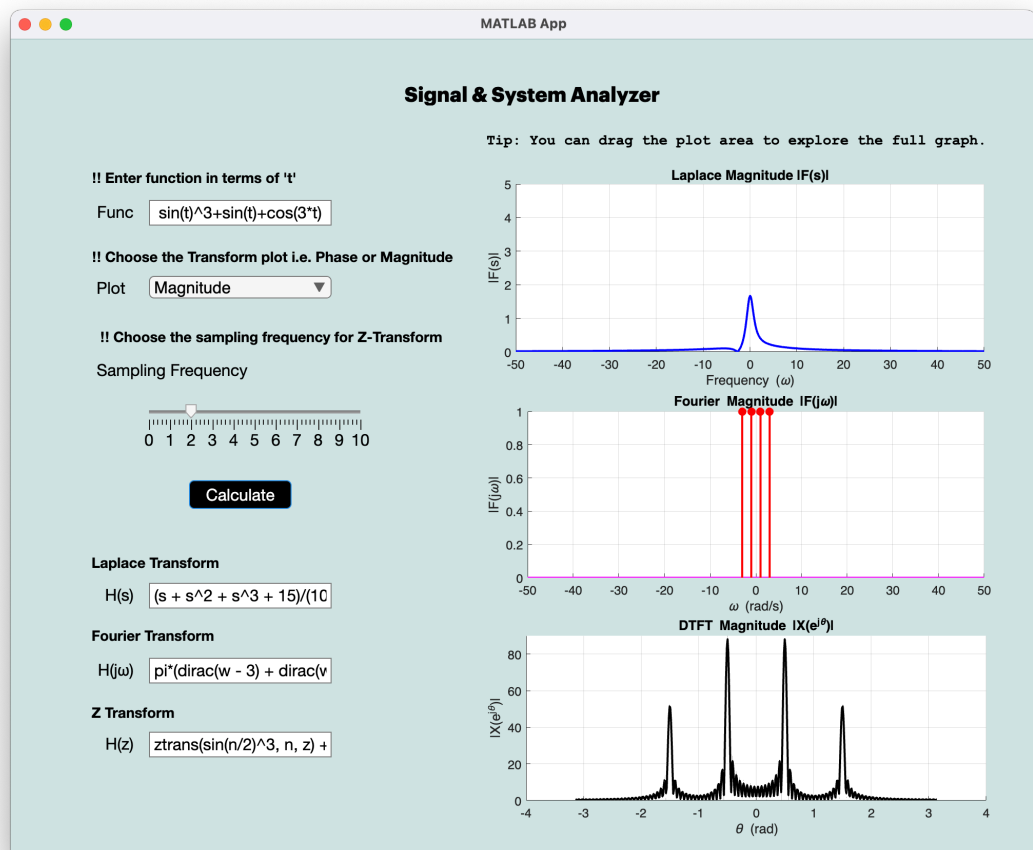 MATLAB App
Signal & System Analyzer
Tip: You can drag the plot area to explore the full graph.
!! Enter function in terms of 't'
Func sin(t)^3+sin(t)+cos(3*t)
!! Choose the Transform plot i.e. Phase or Magnitude
Plot Magnitude
!! Choose the sampling frequency for Z-Transform
Sampling Frequency
0 1 2 3 4 5 6 7 8 9 10
Calculate
Laplace Transform
H(s) (s + s^2 + s^3 + 15)/(10
Fourier Transform
H(jω) pi*(dirac(w - 3) + dirac(w
Z Transform
H(z) ztrans(sin(n/2)^3, n, z) +
Laplace Magnitude |F(s)|
|F(s)|
5
4
3
2
1
0
-50 -40 -30 -20 -10 0 10 20 30 40 50
Frequency (ω)
Fourier Magnitude |F(jω)|
|F(jω)|
1
0.8
0.6
0.4
0.2
0
-50 -40 -30 -20 -10 0 10 20 30 40 50
ω (rad/s)
DTFT Magnitude |X(e^jθ)|
|X(e^jθ)|
80
60
40
20
0
-4 -3 -2 -1 0 1 2 3 4
θ (rad)